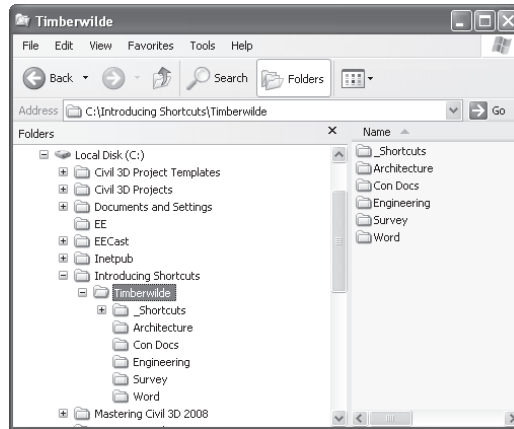 Timberwilde
File Edit View Favorites Tools Help
Back Search Folders
Address C:\Introducing Shortcuts\Timberwilde Go
Folders
Local Disk (C:)
Civil 3D Project Templates
Civil 3D Projects
Documents and Settings
EE
EECast
Inetpub
Introducing Shortcuts
Timberwilde
_Shortcuts
Architecture
Con Docs
Engineering
Survey
Word
Mastering Civil 3D 2008
Name
_Shortcuts
Architecture
Con Docs
Engineering
Survey
Word